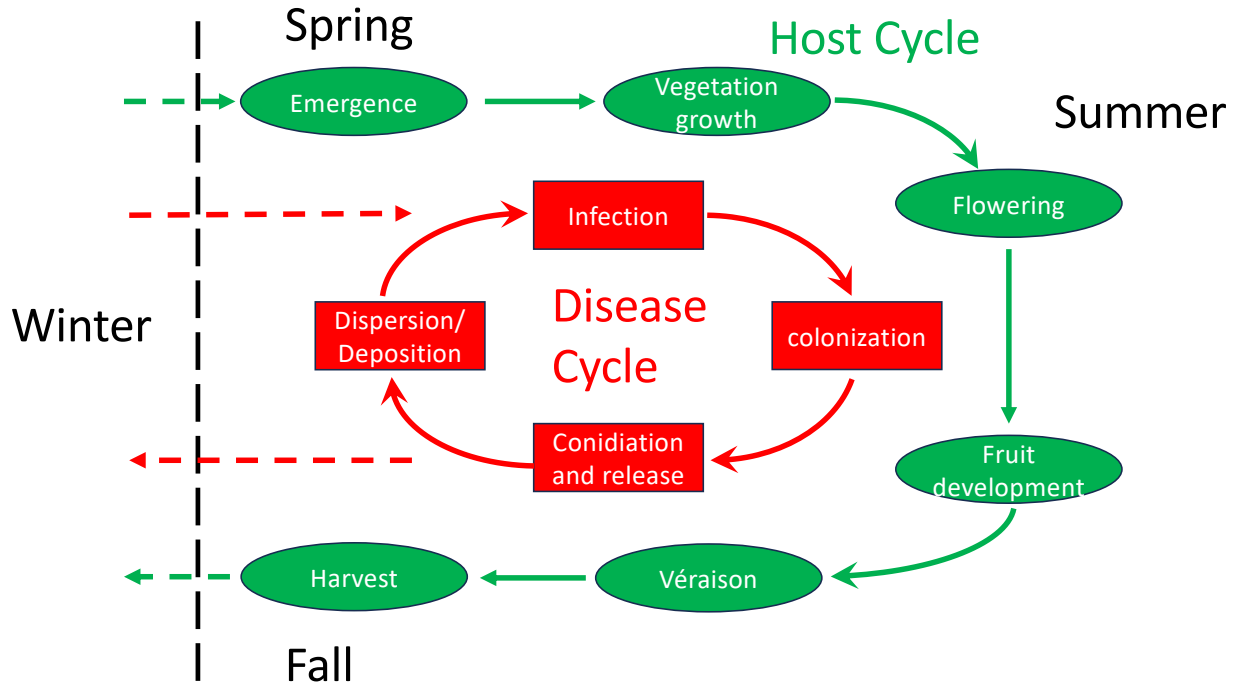 Spring
Host Cycle
Emergence
Vegetation
growth
Summer
Infection
Flowering
Winter
Dispersion/
Deposition
Disease
Cycle
colonization
Conidiation
and release
Fruit
development
Harvest
Véraison
Fall